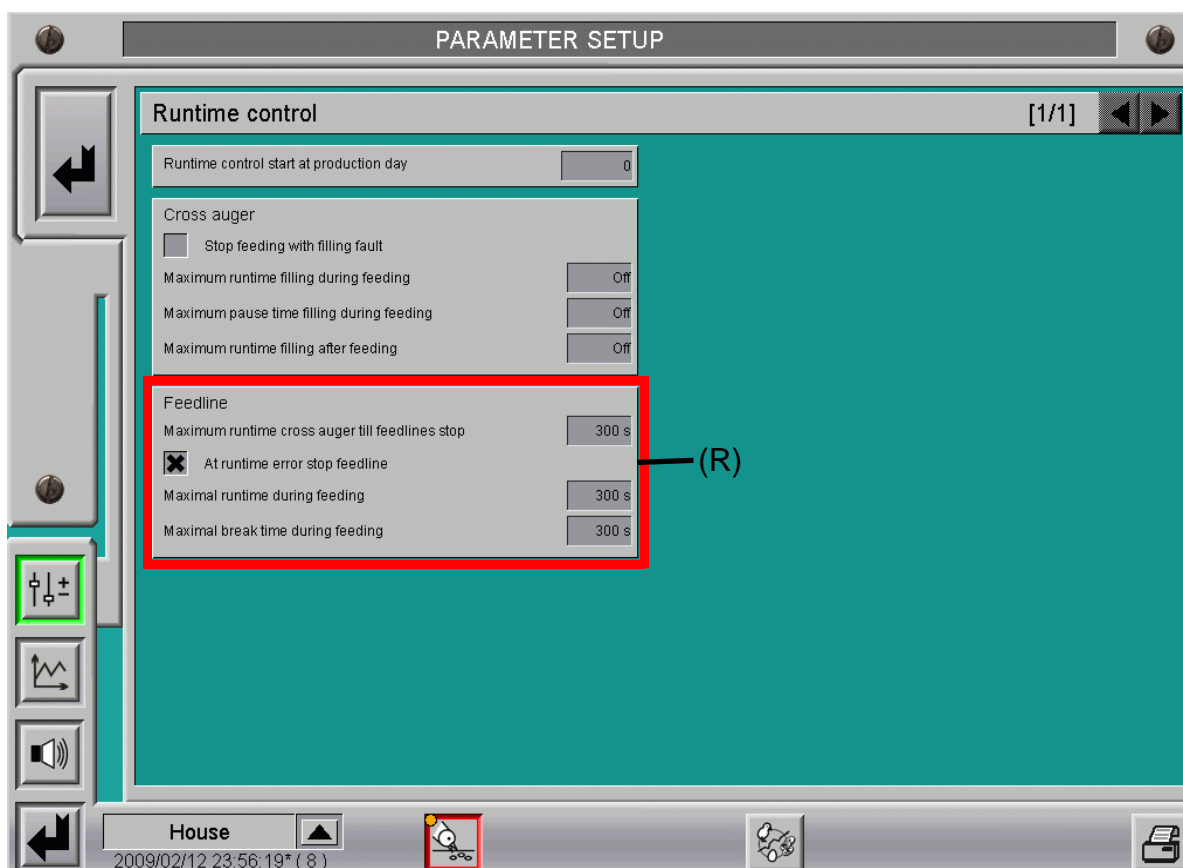 PARAMETER SETUP
Runtime control [1/1]
Runtime control start at production day 0
Cross auger
Stop feeding with filling fault
Maximum runtime filling during feeding Off
Maximum pause time filling during feeding Off
Maximum runtime filling after feeding Off
Feedline
Maximum runtime cross auger till feedlines stop 300 s
At runtime error stop feedline
(R)
Maximal runtime during feeding 300 s
Maximal break time during feeding 300 s
House
2009/02/12 23:56:19* ( 8 )